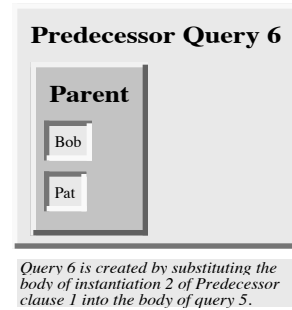 Predecessor Query 6
Parent
Bob
Pat
Query 6 is created by substituting the
body of instantiation 2 of Predecessor
clause 1 into the body of query 5.